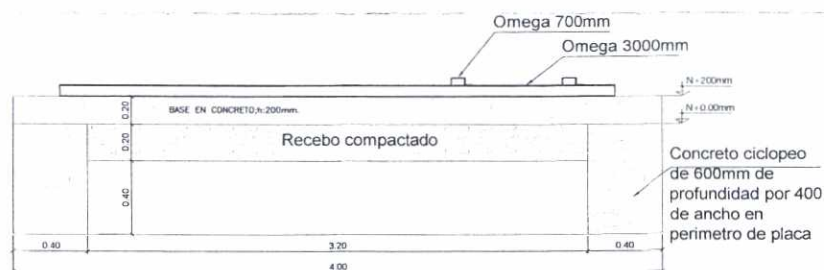 Omega 700mm
Omega 3000mm
N+200mm
BASE EN CONCRETO;h:200mm.
N+0.00mm
0.20
0.20
Recebo compactado
0.40
Concreto ciclopeo
de 600mm de
profundidad por 400
de ancho en
perimetro de placa
0.40
3.20
0.40
4.00